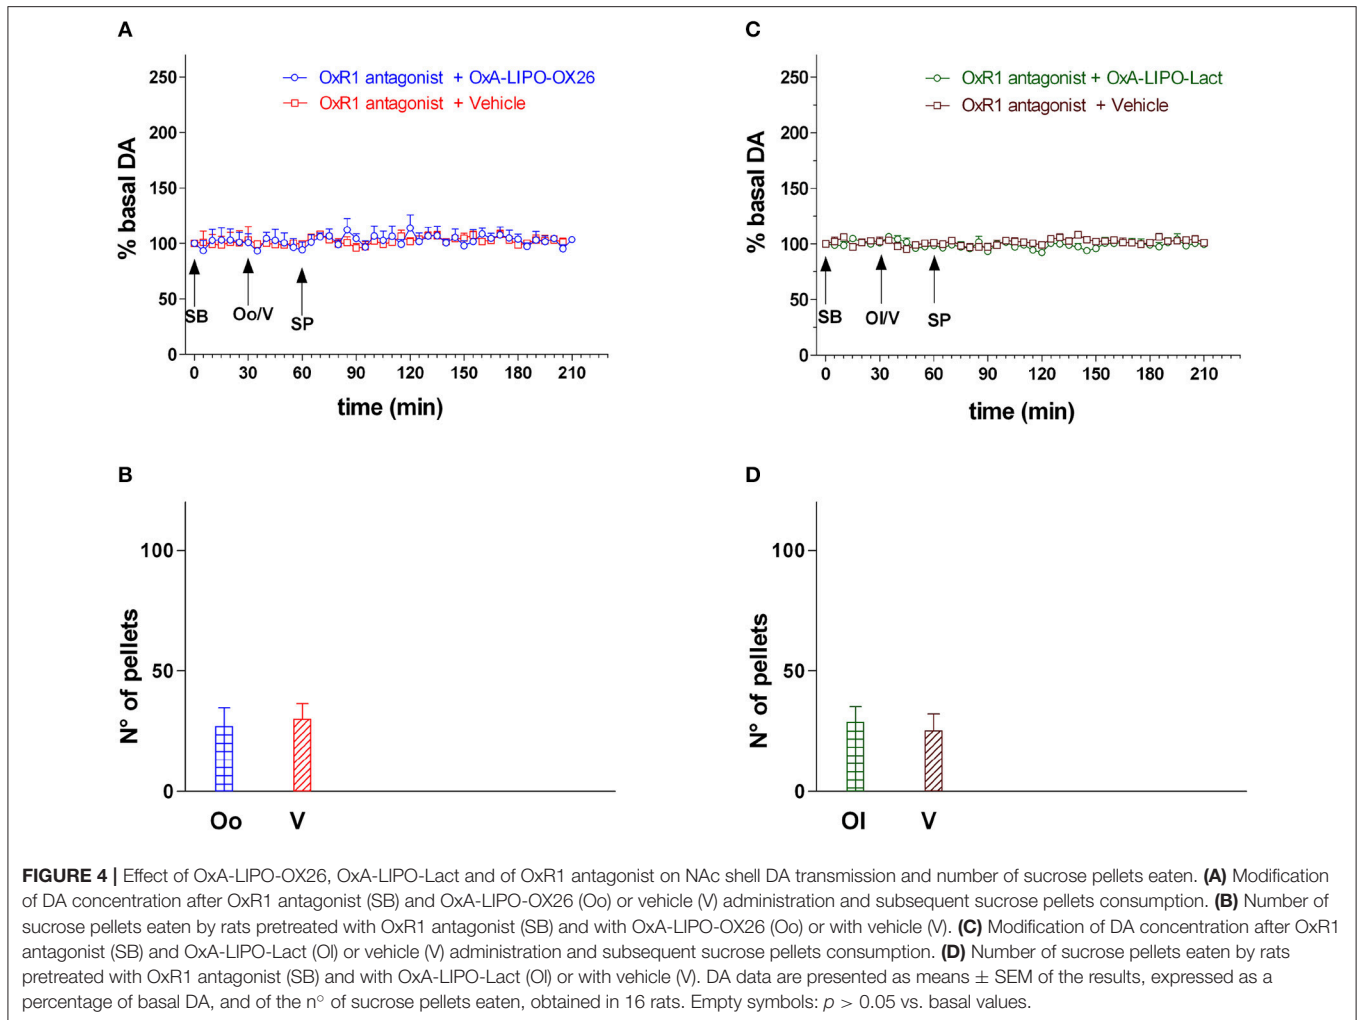 A
% basal DA
250
200
150
100
50
0
OxR1 antagonist + OxA-LIPO-OX26
OxR1 antagonist + Vehicle
SB
Oo/V
SP
0 30 60 90 120 150 180 210
time (min)
C
% basal DA
250
200
150
100
50
0
OxR1 antagonist + OxA-LIPO-Lact
OxR1 antagonist + Vehicle
SB
Ol/V
SP
0 30 60 90 120 150 180 210
time (min)
B
N° of pellets
100
50
0
Oo V
D
N° of pellets
100
50
0
Ol V
FIGURE 4 | Effect of OxA-LIPO-OX26, OxA-LIPO-Lact and of OxR1 antagonist on NAc shell DA transmission and number of sucrose pellets eaten. (A) Modification
of DA concentration after OxR1 antagonist (SB) and OxA-LIPO-OX26 (Oo) or vehicle (V) administration and subsequent sucrose pellets consumption. (B) Number of
sucrose pellets eaten by rats pretreated with OxR1 antagonist (SB) and with OxA-LIPO-OX26 (Oo) or with vehicle (V). (C) Modification of DA concentration after OxR1
antagonist (SB) and OxA-LIPO-Lact (Ol) or vehicle (V) administration and subsequent sucrose pellets consumption. (D) Number of sucrose pellets eaten by rats
pretreated with OxR1 antagonist (SB) and with OxA-LIPO-Lact (Ol) or with vehicle (V). DA data are presented as means ± SEM of the results, expressed as a
percentage of basal DA, and of the n° of sucrose pellets eaten, obtained in 16 rats. Empty symbols: p > 0.05 vs. basal values.